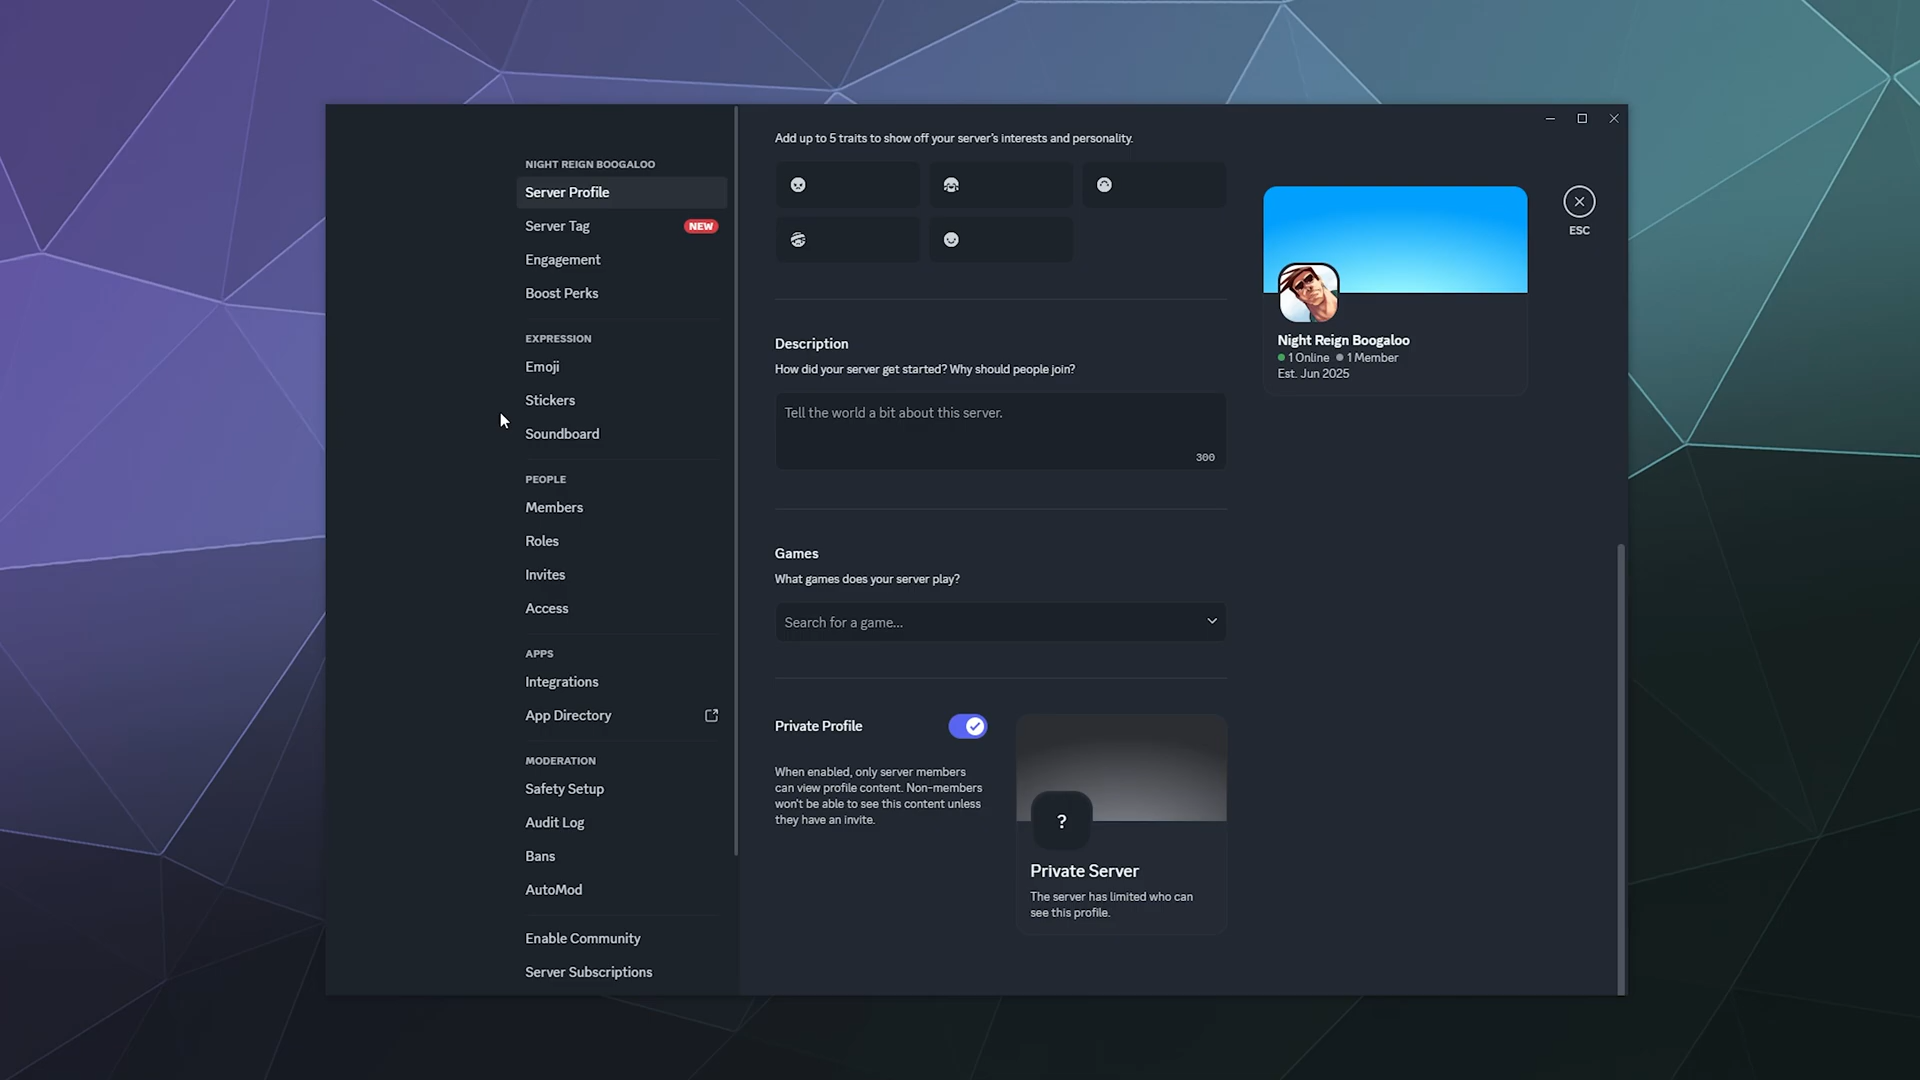 NIGHT REIGN BOOGALOO
Server Profile
Server Tag NEW
Engagement
Boost Perks
EXPRESSION
Emoji
Stickers
Soundboard
PEOPLE
Members
Roles
Invites
Access
APPS
Integrations
App Directory
MODERATION
Safety Setup
Audit Log
Bans
AutoMod
Enable Community
Server Subscriptions
Add up to 5 traits to show off your server's interests and personality.
Description
How did your server get started? Why should people join?
Tell the world a bit about this server.
300
Games
What games does your server play?
Search for a game...
Private Profile
When enabled, only server members
can view profile content. Non-members
won't be able to see this content unless
they have an invite.
?
Private Server
The server has limited who can
see this profile.
Night Reign Boogaloo
1 Online 1 Member
Est. Jun 2025
ESC